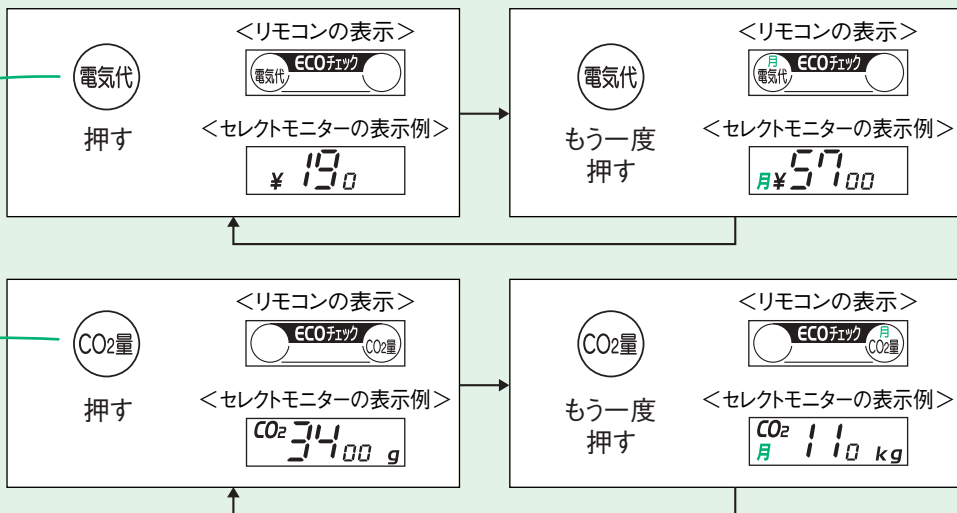 電気代
押す
<リモコンの表示>
電気代 ECOチェック
<セレクトモニターの表示例>
¥ 190
電気代
もう一度
押す
<リモコンの表示>
月
電気代 ECOチェック
<セレクトモニターの表示例>
月¥5700
CO2量
押す
<リモコンの表示>
ECOチェック CO2量
<セレクトモニターの表示例>
CO2 3400 g
CO2量
もう一度
押す
<リモコンの表示>
ECOチェック 月
CO2量
<セレクトモニターの表示例>
CO2
月 110 kg